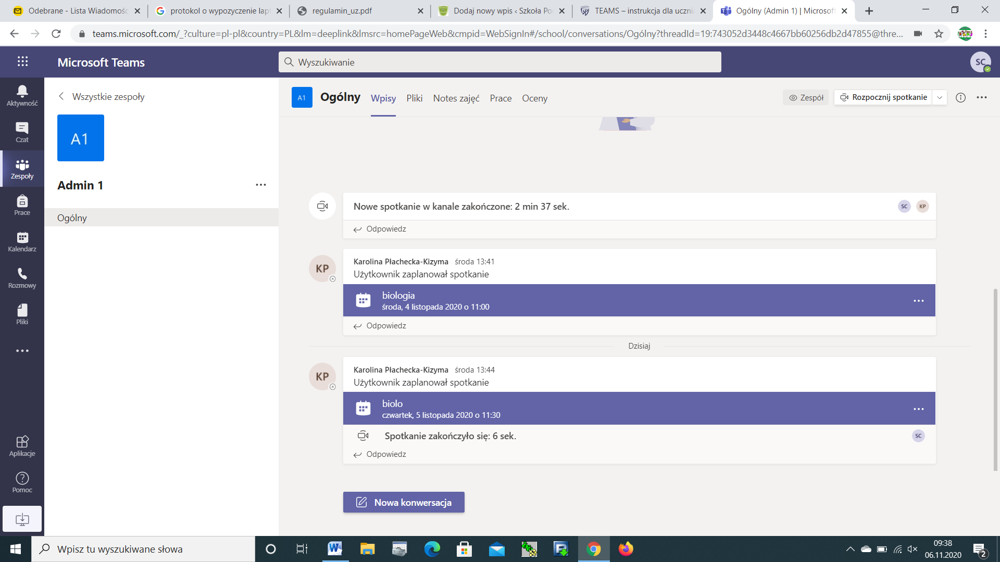 Odebrane - Lista Wiadomośc
protokol o wypozyczenie lapt
regulamin_uz.pdf
Dodaj nowy wpis ‹ Szkoła Po
TEAMS – instrukcja dla ucznia
Ogólny (Admin 1) | Microsoft
teams.microsoft.com/_?culture=pl-pl&country=PL&lm=deeplink&lmsrc=homePageWeb&cmpid=WebSignIn#/school/conversations/Ogólny?threadId=19:743052d3448c4667bb60256db2d47855@thre...
Microsoft Teams
Wyszukiwanie
SC
Aktywność
Czat
Zespoły
Prace
Kalendarz
Rozmowy
Pliki
Aplikacje
Pomoc
Wszystkie zespoły
A1
Admin 1
Ogólny
A1 Ogólny Wpisy Pliki Notes zajęć Prace Oceny
Zespół Rozpocznij spotkanie
Nowe spotkanie w kanale zakończone: 2 min 37 sek.
SC KP
Odpowiedz
KP
Karolina Płachecka-Kizyma środa 13:41
Użytkownik zaplanował spotkanie
biologia
środa, 4 listopada 2020 o 11:00
Odpowiedz
Dzisiaj
KP
Karolina Płachecka-Kizyma środa 13:44
Użytkownik zaplanował spotkanie
biolo
czwartek, 5 listopada 2020 o 11:30
Spotkanie zakończyło się: 6 sek.
SC
Odpowiedz
Nowa konwersacja
Wpisz tu wyszukiwane słowa
09:38
06.11.2020
2